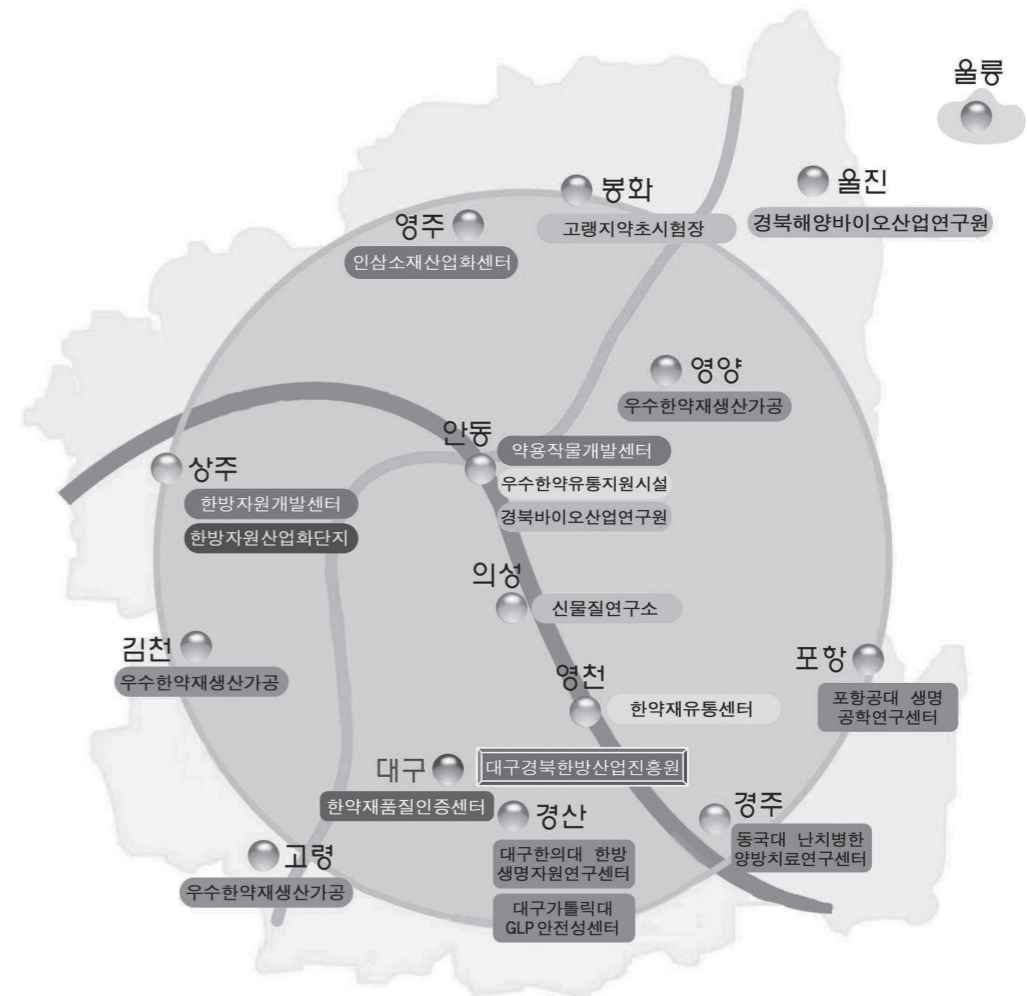 울릉
봉화
고랭지약초시험장
울진
경북해양바이오산업연구원
영주
인삼소재산업화센터
영양
우수한약재생산가공
안동
약용작물개발센터
우수한약유통지원시설
경북바이오산업연구원
상주
한방자원개발센터
한방자원산업화단지
의성
신물질연구소
김천
우수한약재생산가공
포항
포항공대 생명
공학연구센터
영천
한약재유통센터
대구
대구경북한방산업진흥원
한약재품질인증센터
경산
대구한의대 한방
생명자원연구센터
대구가톨릭대
GLP안전성센터
경주
동국대 난치병한
양방치료연구센터
고령
우수한약재생산가공